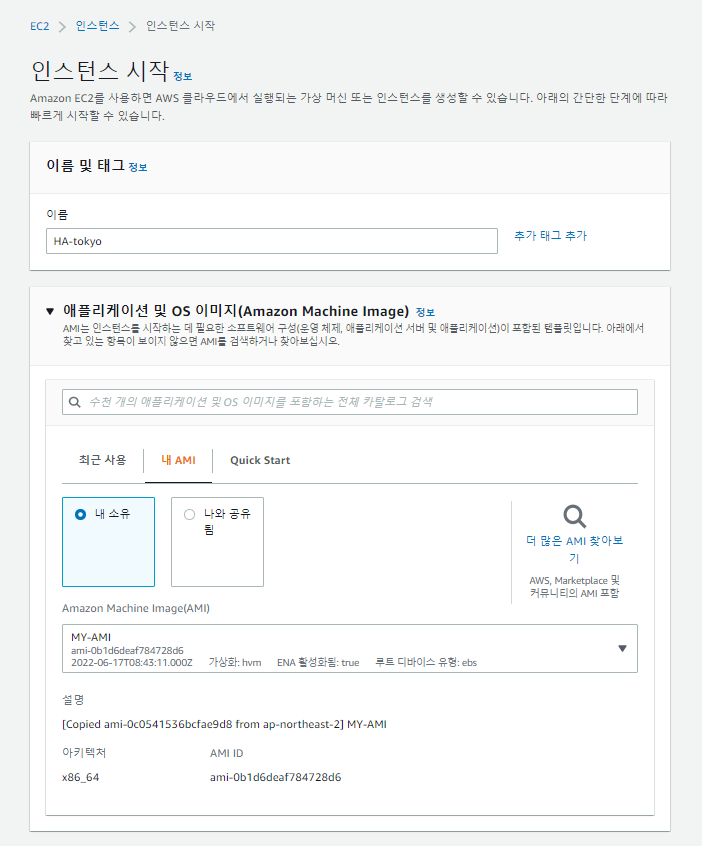 EC2 > 인스턴스 > 인스턴스 시작
인스턴스 시작 정보
Amazon EC2를 사용하면 AWS 클라우드에서 실행되는 가상 머신 또는 인스턴스를 생성할 수 있습니다. 아래의 간단한 단계에 따라
빠르게 시작할 수 있습니다.
이름 및 태그 정보
이름
HA-tokyo
추가 태그 추가
애플리케이션 및 OS 이미지(Amazon Machine Image) 정보
AMI는 인스턴스를 시작하는 데 필요한 소프트웨어 구성(운영 체제, 애플리케이션 서버 및 애플리케이션)이 포함된 템플릿입니다. 아래에서
찾고 있는 항목이 보이지 않으면 AMI를 검색하거나 찾아보십시오.
수천 개의 애플리케이션 및 OS 이미지를 포함하는 전체 카탈로그 검색
최근 사용 내 AMI Quick Start
내 소유
나와 공유
됨
더 많은 AMI 찾아보
기
AWS, Marketplace 및
커뮤니티의 AMI 포함
Amazon Machine Image(AMI)
MY-AMI
ami-0b1d6deaf784728d6
2022-06-17T08:43:11.000Z 가상화: hvm ENA 활성화됨: true 루트 디바이스 유형: ebs
설명
[Copied ami-0c0541536bcfae9d8 from ap-northeast-2] MY-AMI
아키텍처 AMI ID
x86_64 ami-0b1d6deaf784728d6